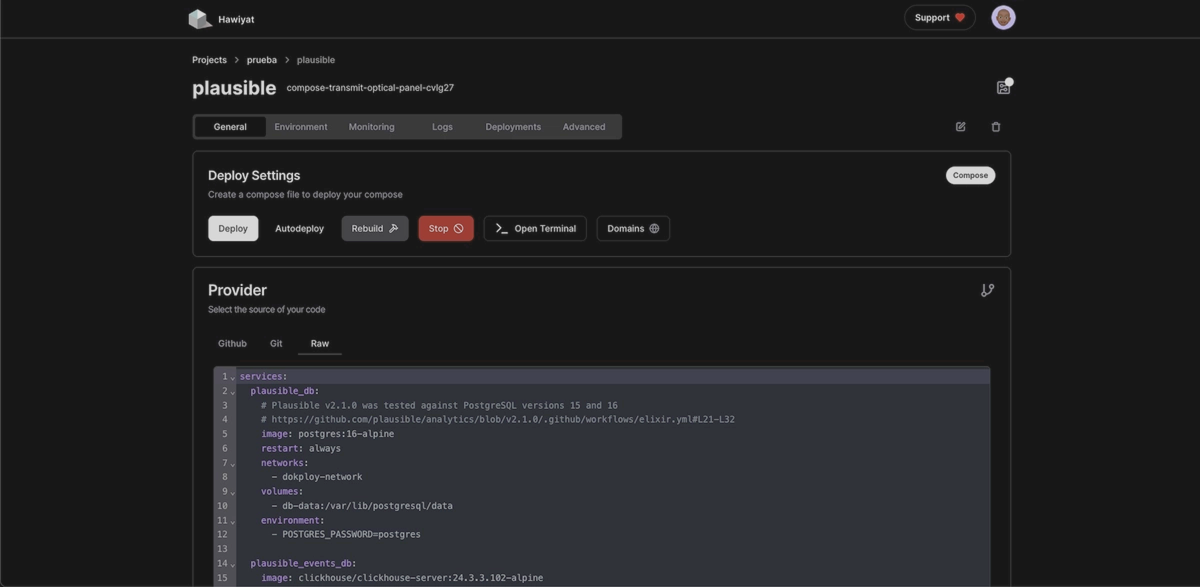 Hawiyat
Support
Projects > prueba > plausible
plausible compose-transmit-optical-panel-cvlg27
General Environment Monitoring Logs Deployments Advanced
Deploy Settings
Compose
Create a compose file to deploy your compose
Deploy Autodeploy Rebuild Stop Open Terminal Domains
Provider
Select the source of your code
Github Git Raw
1 services:
2 plausible_db:
3 # Plausible v2.1.0 was tested against PostgreSQL versions 15 and 16
4 # https://github.com/plausible/analytics/blob/v2.1.0/.github/workflows/elixir.yml#L21-L32
5 image: postgres:16-alpine
6 restart: always
7 networks:
8 - dokploy-network
9 volumes:
10 - db-data:/var/lib/postgresql/data
11 environment:
12 - POSTGRES_PASSWORD=postgres
13
14 plausible_events_db:
15 image: clickhouse/clickhouse-server:24.3.3.102-alpine